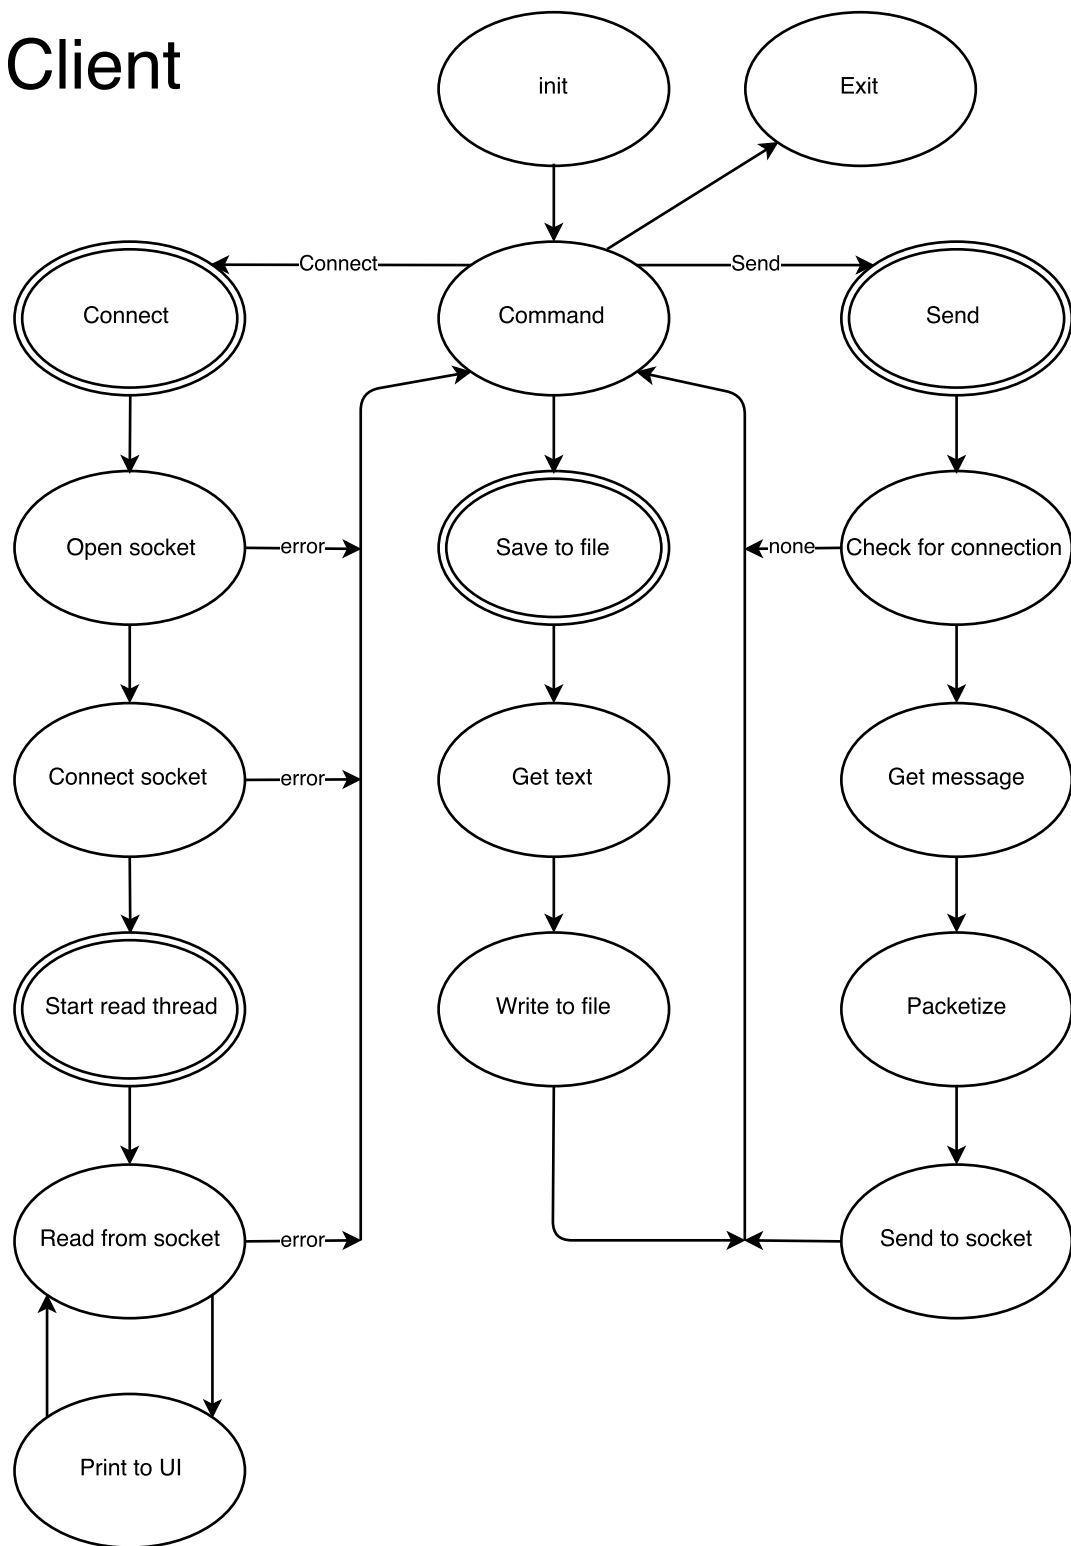 Client
init
Exit
Connect
Send
Connect
Command
Send
Open socket
error
Save to file
none
Check for connection
Connect socket
error
Get text
Get message
Start read thread
Write to file
Packetize
Read from socket
error
Send to socket
Print to UI